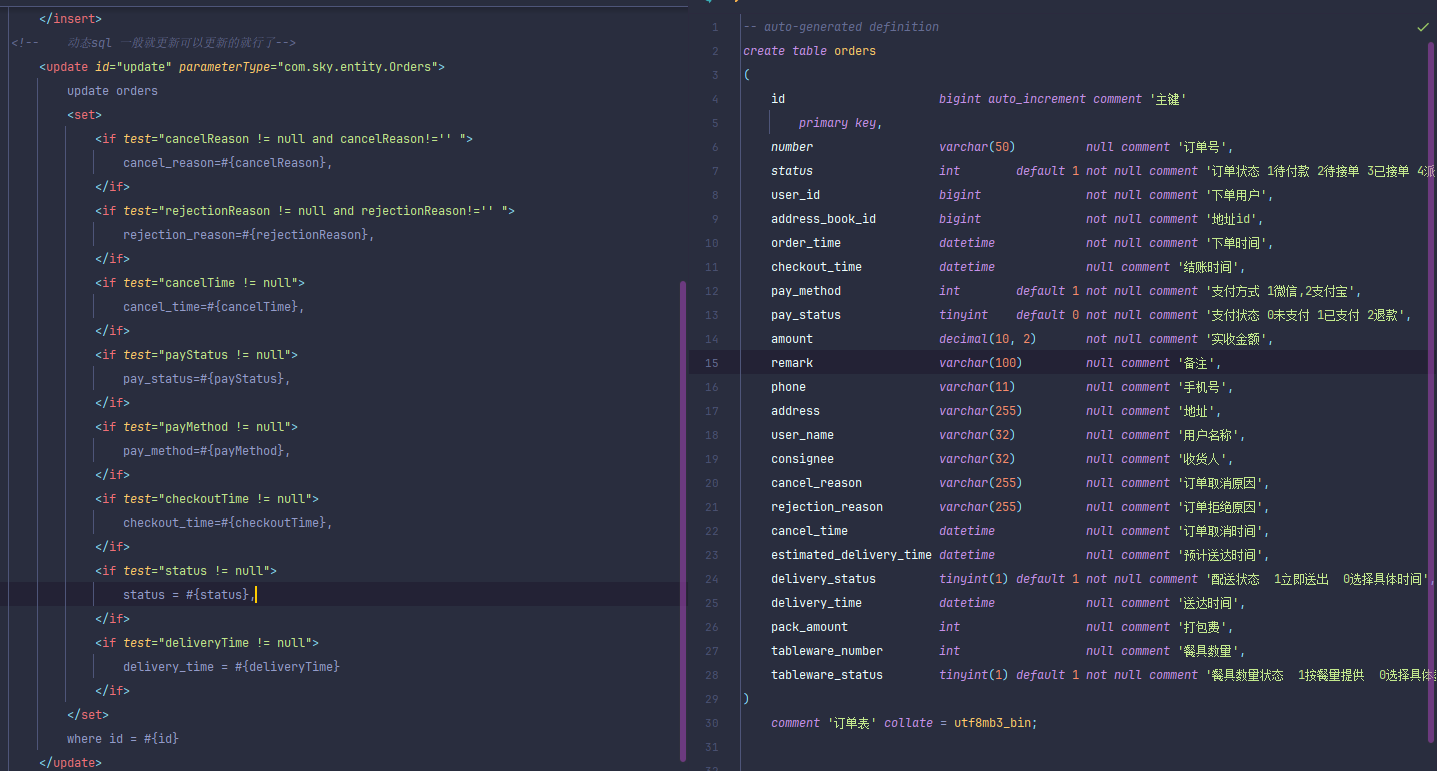 </insert>
<!--    动态sql 一般就更新可以更新的就行了-->
<update id="update" parameterType="com.sky.entity.Orders">
update orders
<set>
<if test="cancelReason != null and cancelReason!='' ">
cancel_reason=#{cancelReason},
</if>
<if test="rejectionReason != null and rejectionReason!='' ">
rejection_reason=#{rejectionReason},
</if>
<if test="cancelTime != null">
cancel_time=#{cancelTime},
</if>
<if test="payStatus != null">
pay_status=#{payStatus},
</if>
<if test="payMethod != null">
pay_method=#{payMethod},
</if>
<if test="checkoutTime != null">
checkout_time=#{checkoutTime},
</if>
<if test="status != null">
status = #{status},
</if>
<if test="deliveryTime != null">
delivery_time = #{deliveryTime}
</if>
</set>
where id = #{id}
</update>
1 -- auto-generated definition
2 create table orders
3 (
4 id bigint auto_increment comment '主键'
5 primary key,
6 number varchar(50) null comment '订单号',
7 status int default 1 not null comment '订单状态 1待付款 2待接单 3已接单 4派
8 user_id bigint not null comment '下单用户',
9 address_book_id bigint not null comment '地址id',
10 order_time datetime not null comment '下单时间',
11 checkout_time datetime null comment '结账时间',
12 pay_method int default 1 not null comment '支付方式 1微信,2支付宝',
13 pay_status tinyint default 0 not null comment '支付状态 0未支付 1已支付 2退款',
14 amount decimal(10, 2) not null comment '实收金额',
15 remark varchar(100) null comment '备注',
16 phone varchar(11) null comment '手机号',
17 address varchar(255) null comment '地址',
18 user_name varchar(32) null comment '用户名称',
19 consignee varchar(32) null comment '收货人',
20 cancel_reason varchar(255) null comment '订单取消原因',
21 rejection_reason varchar(255) null comment '订单拒绝原因',
22 cancel_time datetime null comment '订单取消时间',
23 estimated_delivery_time datetime null comment '预计送达时间',
24 delivery_status tinyint(1) default 1 not null comment '配送状态  1立即送出  0选择具体时间',
25 delivery_time datetime null comment '送达时间',
26 pack_amount int null comment '打包费',
27 tableware_number int null comment '餐具数量',
28 tableware_status tinyint(1) default 1 not null comment '餐具数量状态  1按餐量提供  0选择具体
29 )
30 comment '订单表' collate = utf8mb3_bin;
31